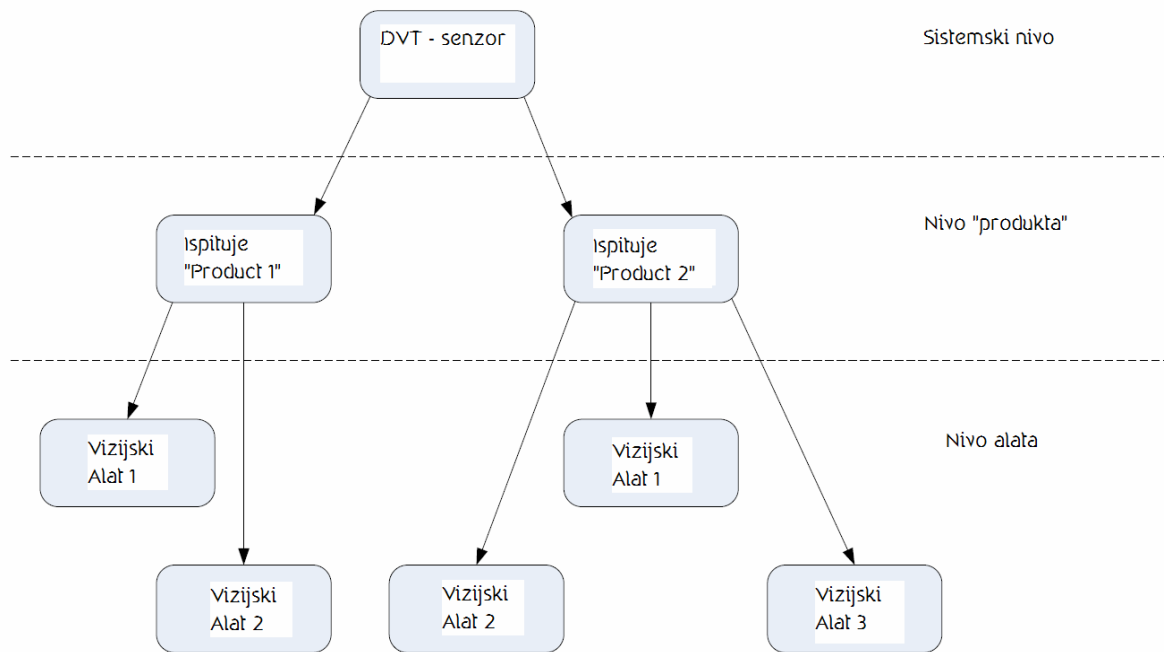 DVT - senzor
Sistemski nivo
Ispituje
"Product 1"
Ispituje
"Product 2"
Nivo "produkta"
Vizijski
Alat 1
Vizijski
Alat 1
Nivo alata
Vizijski
Alat 2
Vizijski
Alat 2
Vizijski
Alat 3